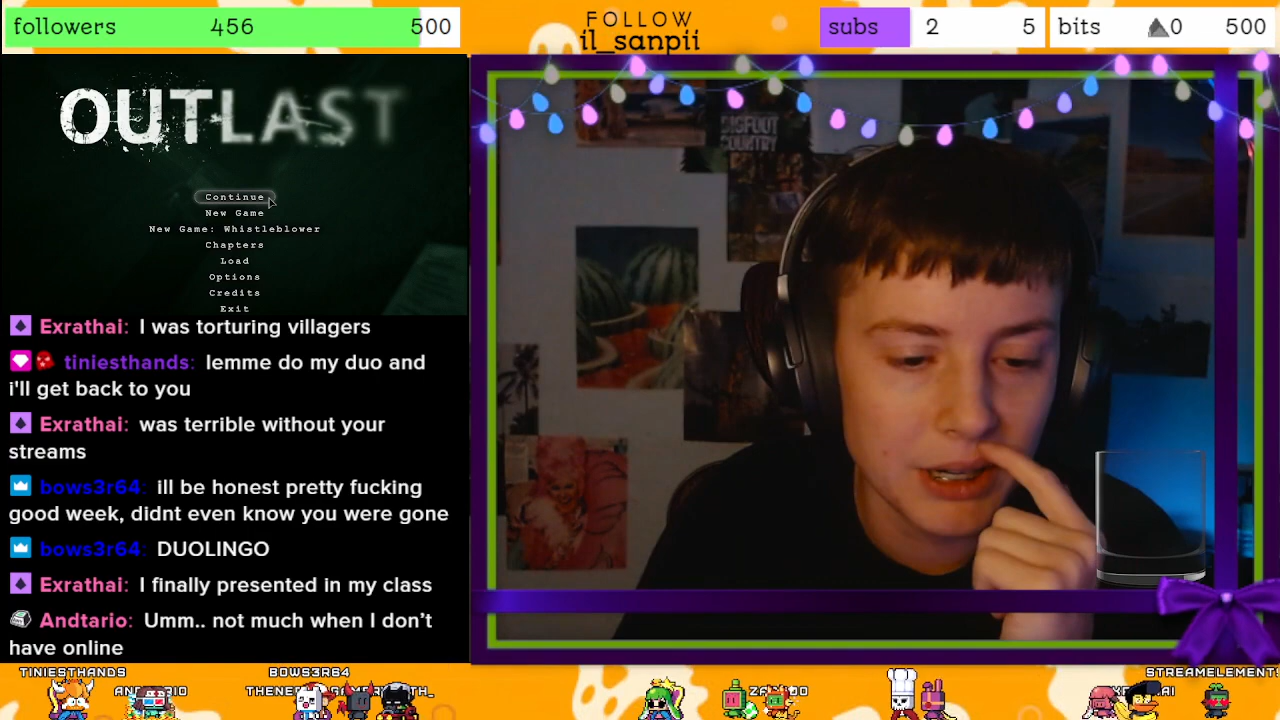 followers 456 500
FOLLOW
il_sanpii
subs 2 5
bits 0 500
OUTLAST
Continue
New Game
New Game: Whistleblower
Chapters
Load
Options
Credits
Exit
BIGFOOT
COUNTRY
Exrathai: I was torturing villagers
tiniesthands: lemme do my duo and
i'll get back to you
Exrathai: was terrible without your
streams
bows3r64: ill be honest pretty fucking
good week, didnt even know you were gone
bows3r64: DUOLINGO
Exrathai: I finally presented in my class
Andtario: Umm.. not much when I don't
have online
TINIESTHANDS
BOWS3R64
STREAMELEMENTS